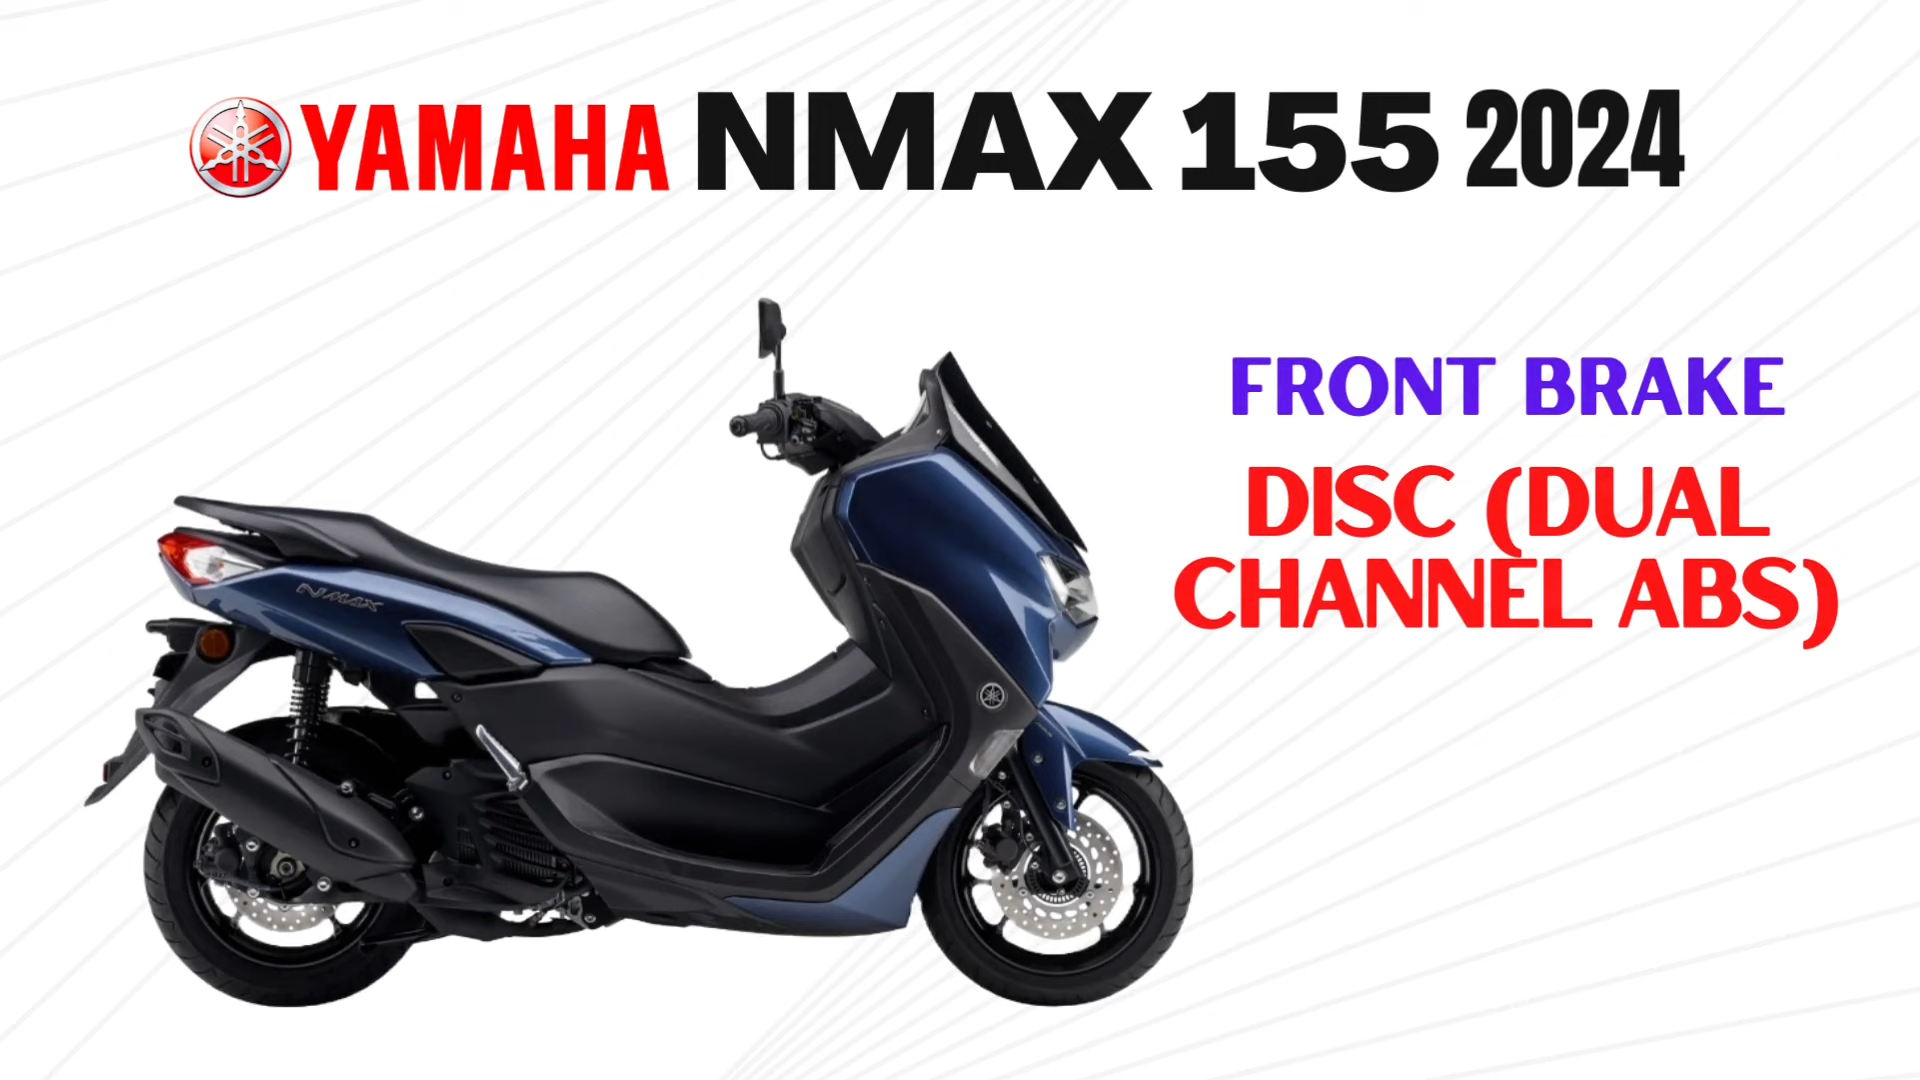 YAMAHA NMAX 155 2024
FRONT BRAKE
DISC (DUAL
CHANNEL ABS)
NMAX